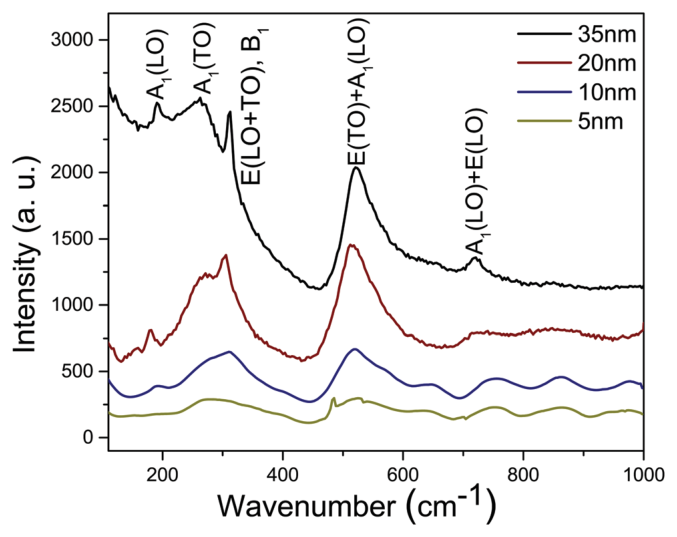 3000
2500
2000
1500
1000
500
0
Intensity (a. u.)
A₁(LO)
A₁(TO)
E(LO+TO), B₁
E(TO)+A₁(LO)
A₁(LO)+E(LO)
35nm
20nm
10nm
5nm
200 400 600 800 1000
Wavenumber (cm⁻¹)